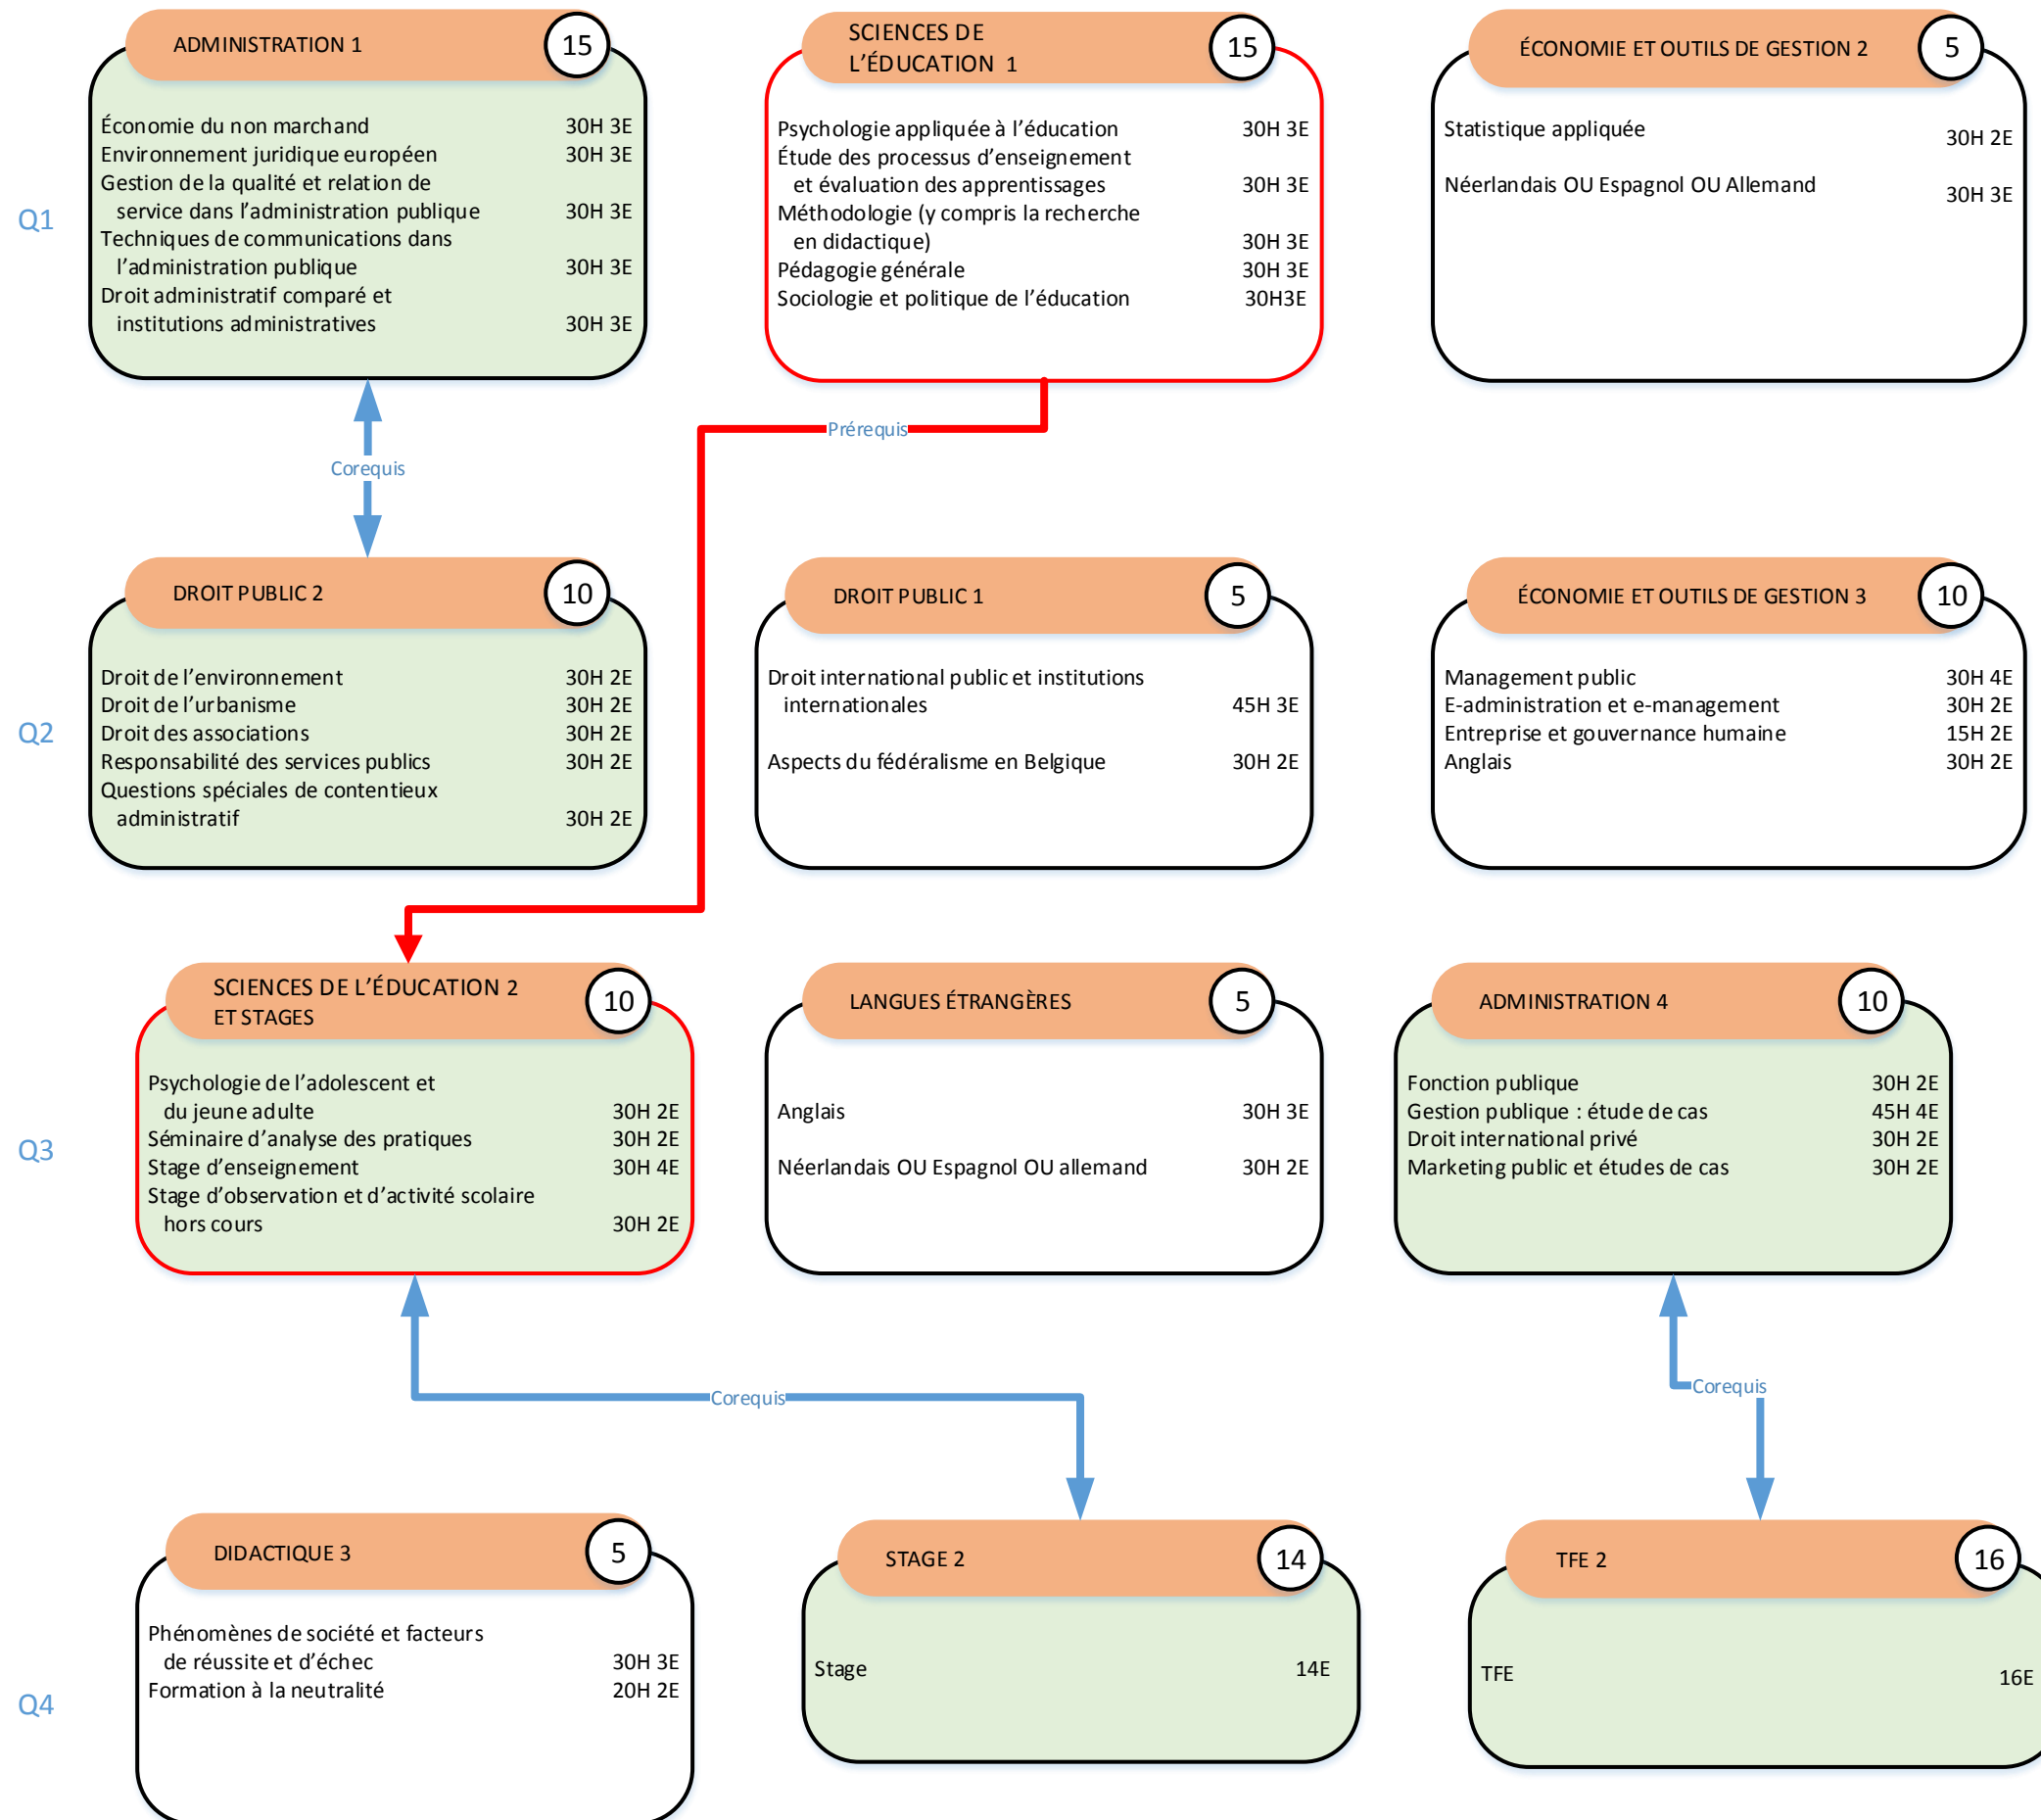 Q1
ADMINISTRATION 1
15
Économie du non marchand 30H 3E
Environnement juridique européen 30H 3E
Gestion de la qualité et relation de
service dans l'administration publique 30H 3E
Techniques de communications dans
l'administration publique 30H 3E
Droit administratif comparé et
institutions administratives 30H 3E
SCIENCES DE
L'ÉDUCATION 1
15
Psychologie appliquée à l'éducation 30H 3E
Étude des processus d'enseignement
et évaluation des apprentissages 30H 3E
Méthodologie (y compris la recherche
en didactique) 30H 3E
Pédagogie générale 30H 3E
Sociologie et politique de l'éducation 30H3E
ÉCONOMIE ET OUTILS DE GESTION 2
5
Statistique appliquée 30H 2E
Néerlandais OU Espagnol OU Allemand 30H 3E
Prérequis
Corequis
Q2
DROIT PUBLIC 2
10
Droit de l'environnement 30H 2E
Droit de l'urbanisme 30H 2E
Droit des associations 30H 2E
Responsabilité des services publics 30H 2E
Questions spéciales de contentieux
administratif 30H 2E
DROIT PUBLIC 1
5
Droit international public et institutions
internationales 45H 3E
Aspects du fédéralisme en Belgique 30H 2E
ÉCONOMIE ET OUTILS DE GESTION 3
10
Management public 30H 4E
E-administration et e-management 30H 2E
Entreprise et gouvernance humaine 15H 2E
Anglais 30H 2E
Q3
SCIENCES DE L'ÉDUCATION 2
ET STAGES
10
Psychologie de l'adolescent et
du jeune adulte 30H 2E
Séminaire d'analyse des pratiques 30H 2E
Stage d'enseignement 30H 4E
Stage d'observation et d'activité scolaire
hors cours 30H 2E
LANGUES ÉTRANGÈRES
5
Anglais 30H 3E
Néerlandais OU Espagnol OU allemand 30H 2E
ADMINISTRATION 4
10
Fonction publique 30H 2E
Gestion publique : étude de cas 45H 4E
Droit international privé 30H 2E
Marketing public et études de cas 30H 2E
Corequis
Corequis
Q4
DIDACTIQUE 3
5
Phénomènes de société et facteurs
de réussite et d'échec 30H 3E
Formation à la neutralité 20H 2E
STAGE 2
14
Stage 14E
TFE 2
16
TFE 16E